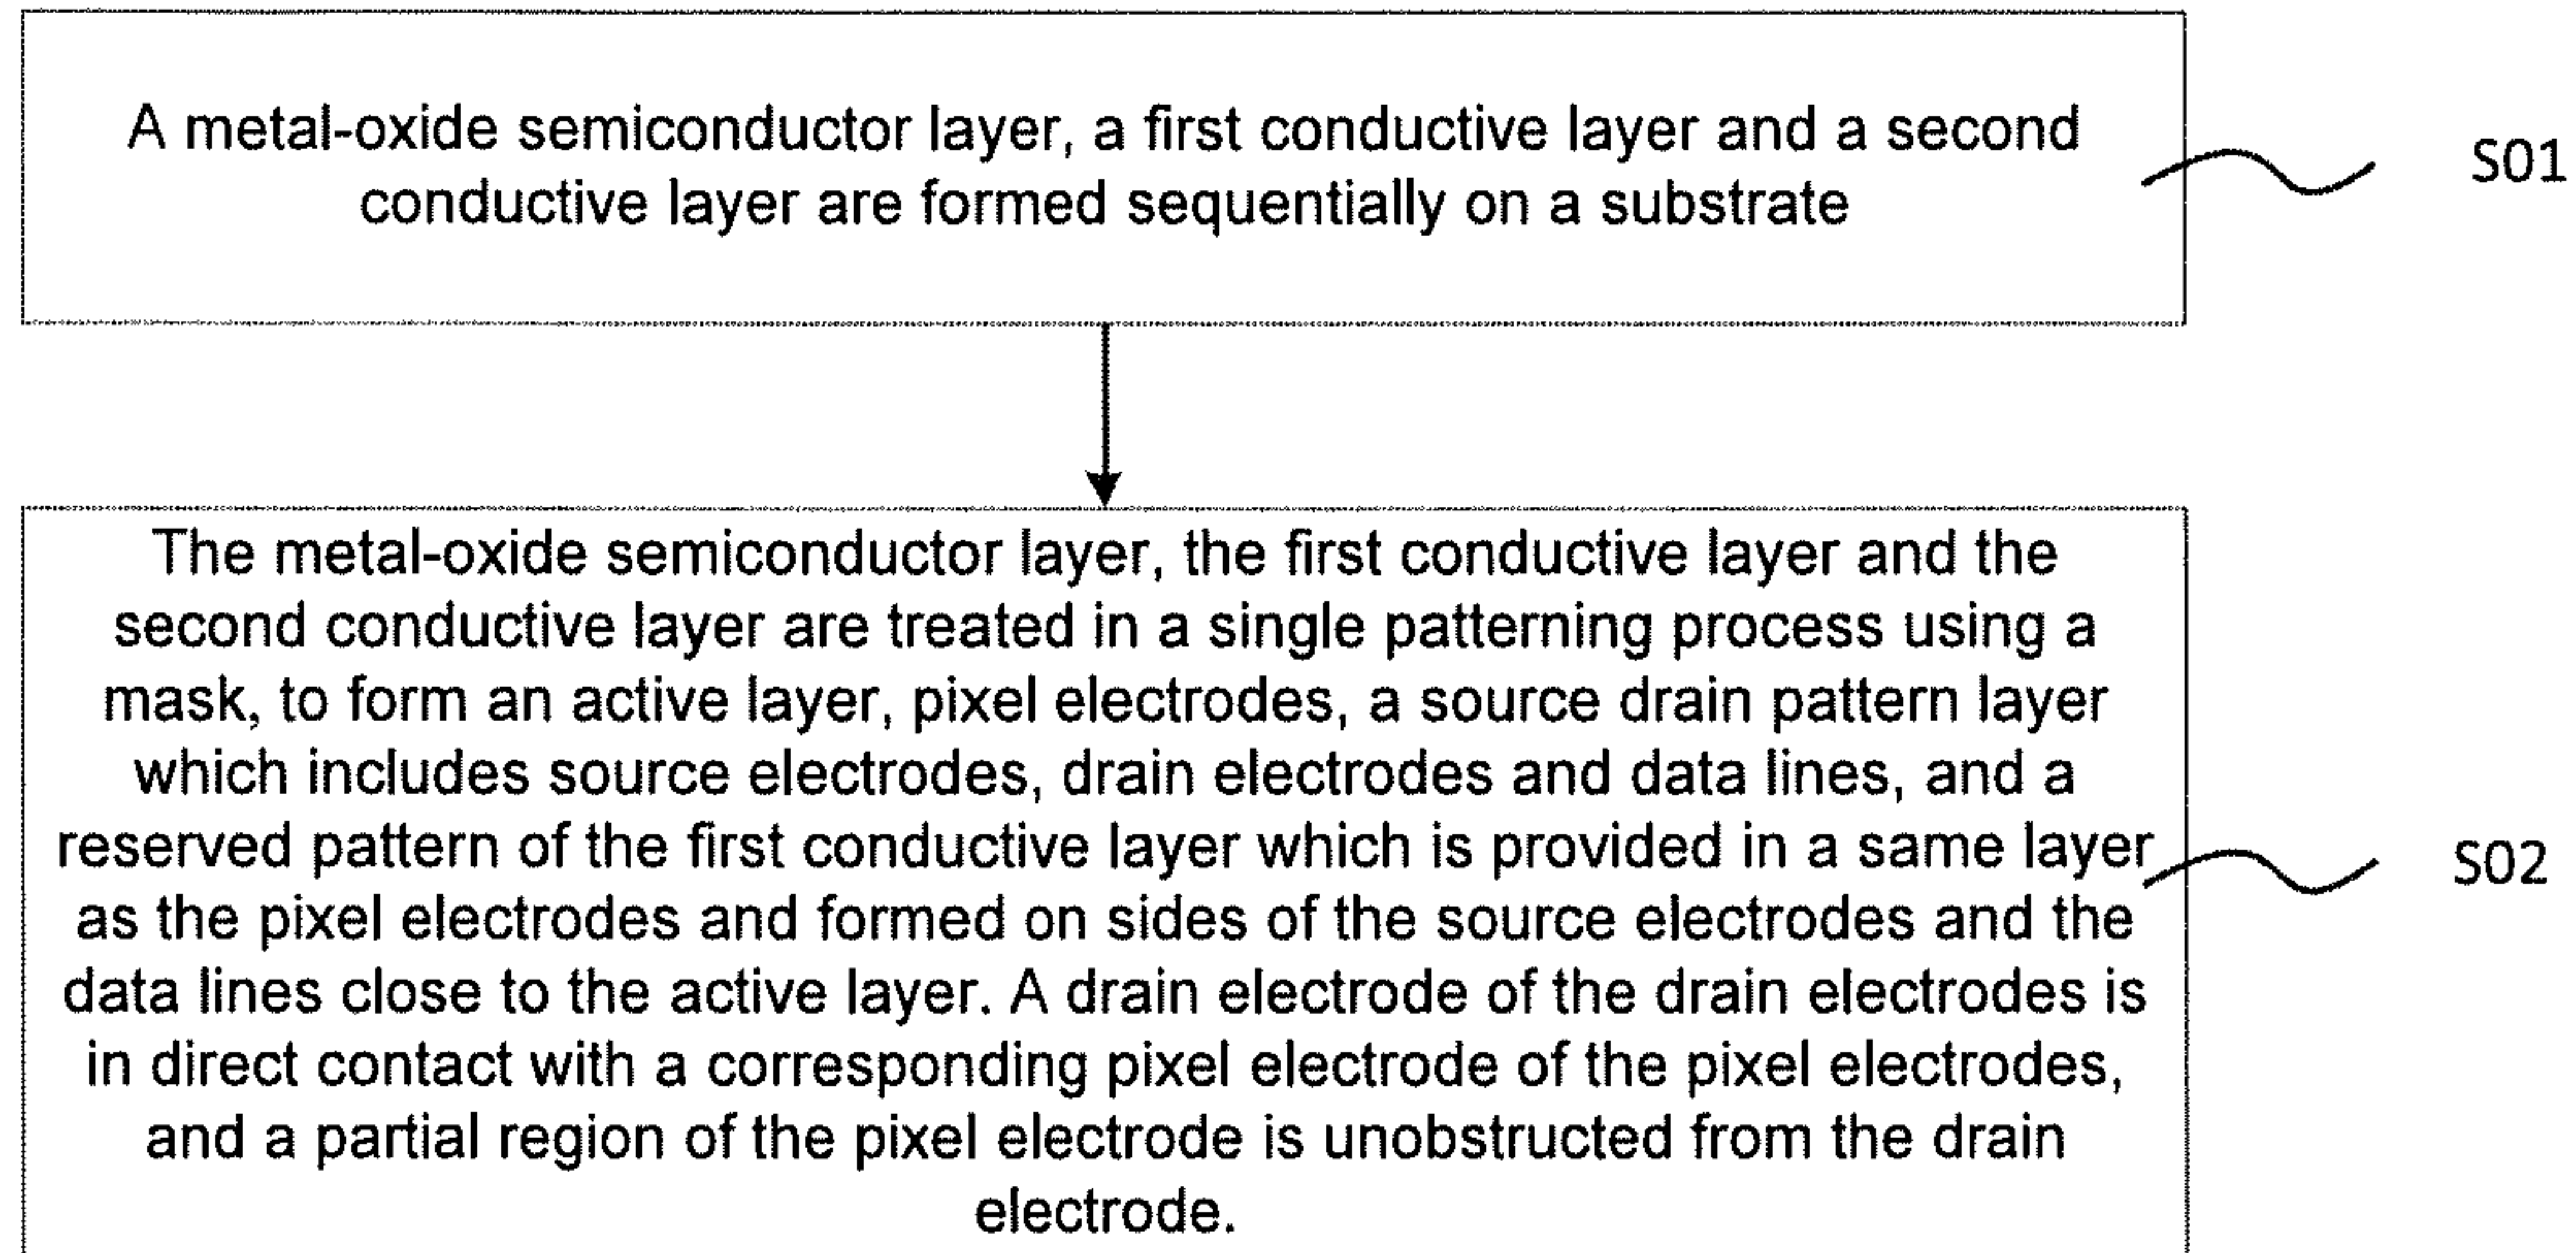 A metal-oxide semiconductor layer, a first conductive layer and a second
conductive layer are formed sequentially on a substrate
S01
The metal-oxide semiconductor layer, the first conductive layer and the
second conductive layer are treated in a single patterning process using a
mask, to form an active layer, pixel electrodes, a source drain pattern layer
which includes source electrodes, drain electrodes and data lines, and a
reserved pattern of the first conductive layer which is provided in a same layer
as the pixel electrodes and formed on sides of the source electrodes and the
data lines close to the active layer. A drain electrode of the drain electrodes is
in direct contact with a corresponding pixel electrode of the pixel electrodes,
and a partial region of the pixel electrode is unobstructed from the drain
electrode.
S02